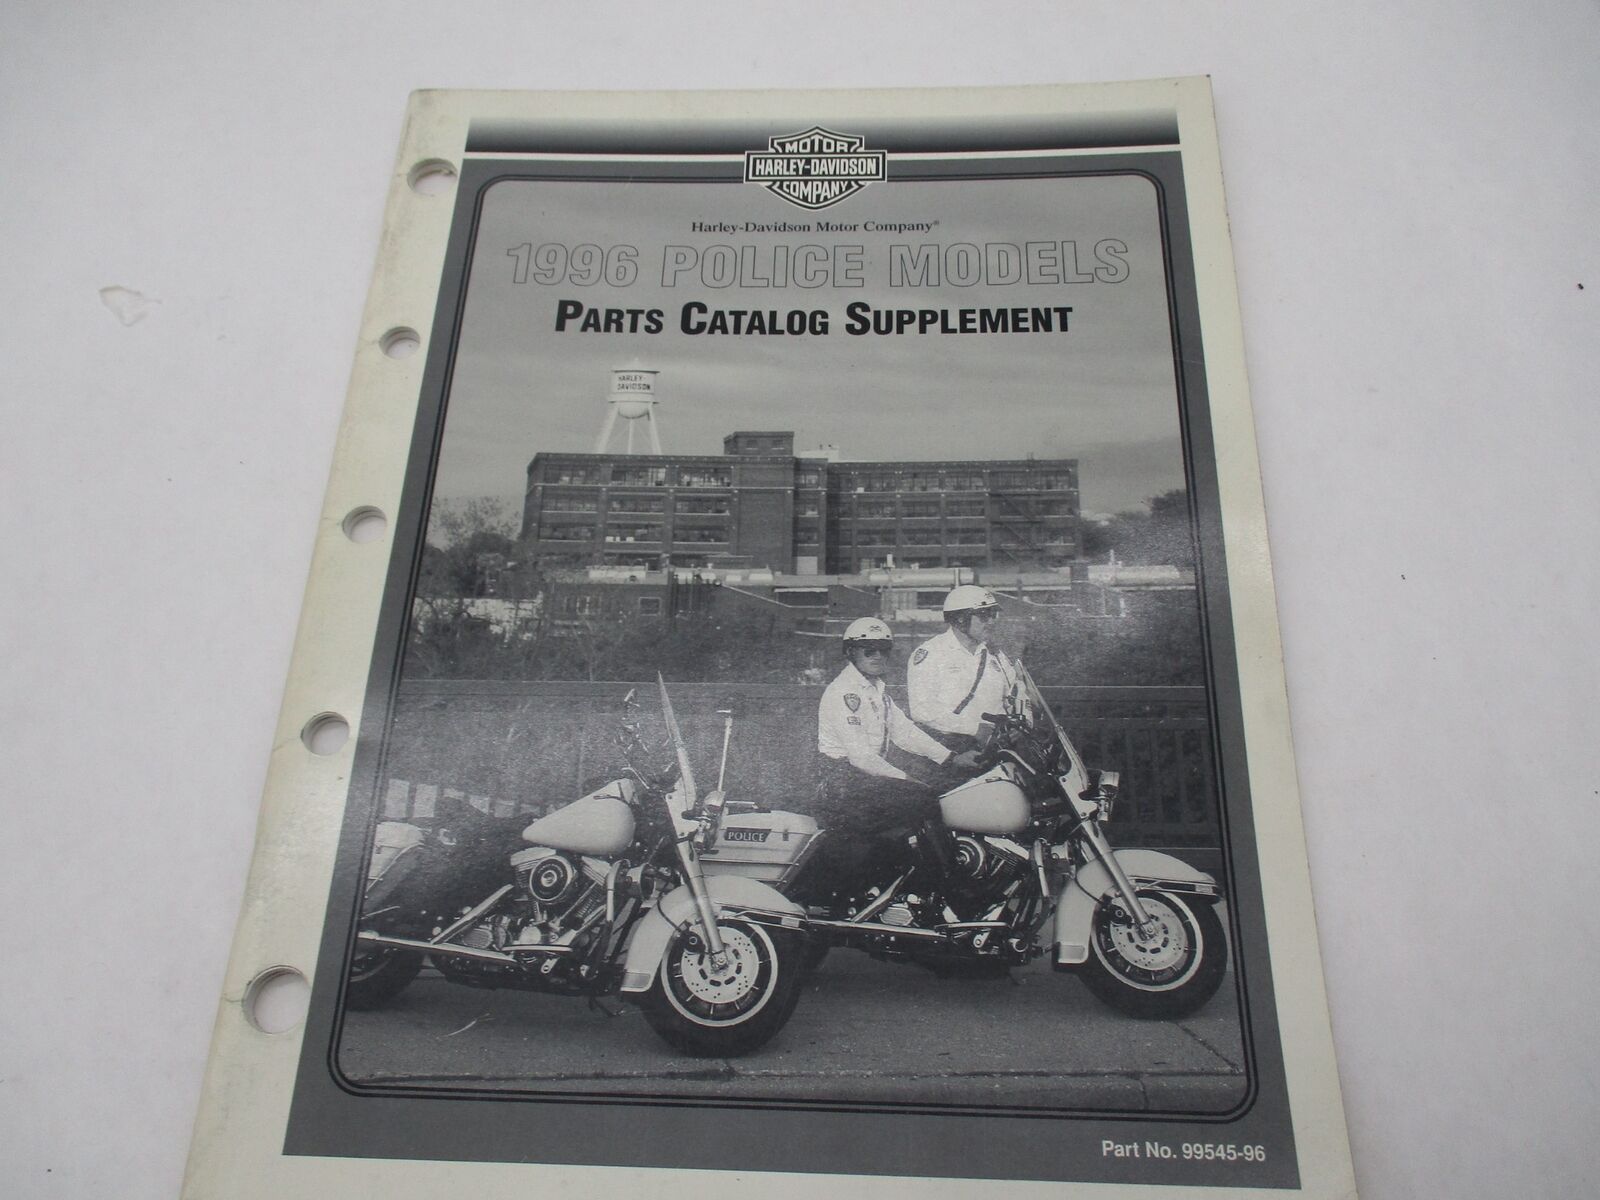 MOTOR
HARLEY-DAVIDSON
COMPANY
Harley-Davidson Motor Company®
1996 POLICE MODELS
PARTS CATALOG SUPPLEMENT
HARLEY-
DAVIDSON
POLICE
Part No. 99545-96